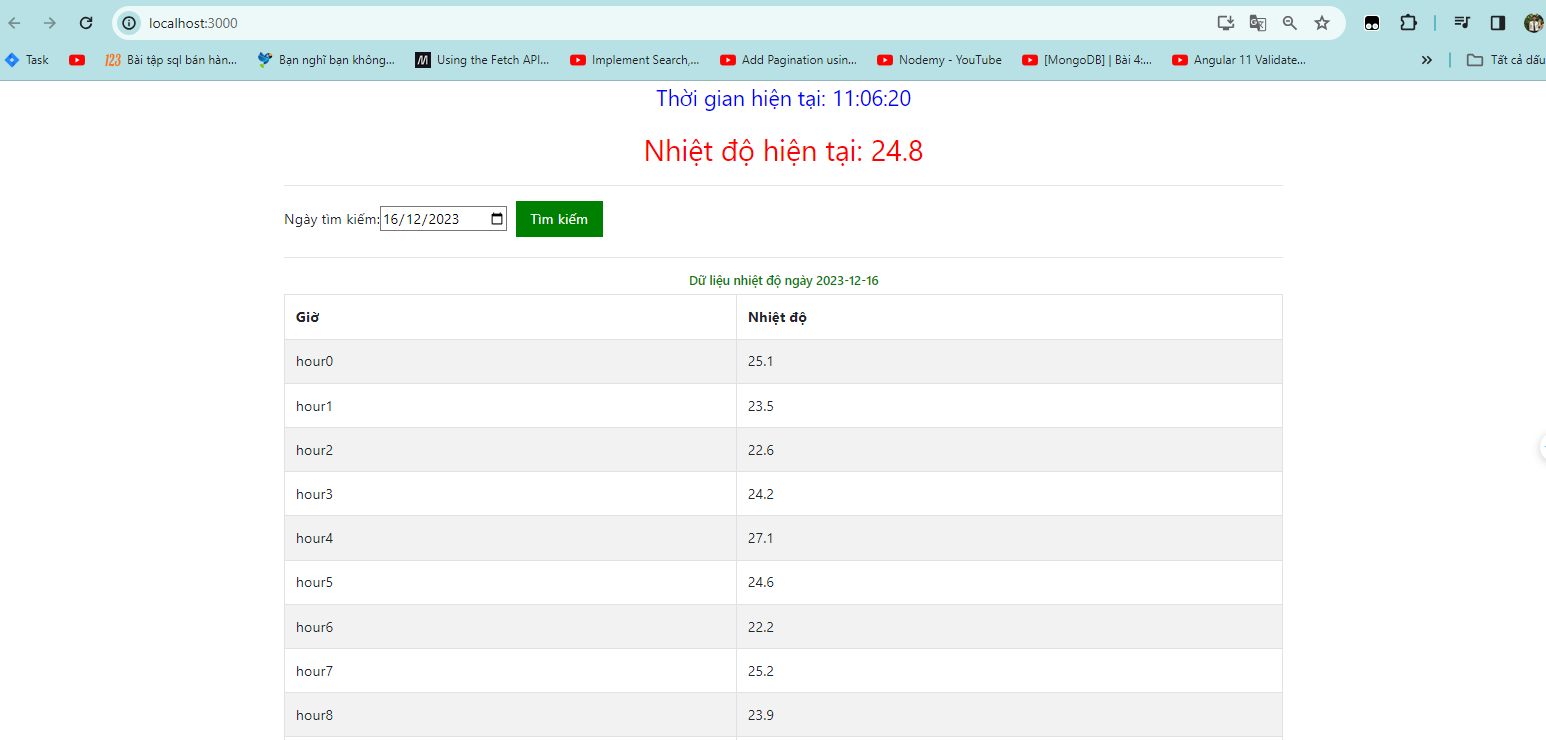 localhost:3000
Task
123 Bài tập sql bán hàn...
Bạn nghĩ bạn không...
M Using the Fetch API...
Implement Search,...
Add Pagination usin...
Nodemy - YouTube
[MongoDB] | Bài 4:...
Angular 11 Validate...
Tất cả dấu
Thời gian hiện tại: 11:06:20
Nhiệt độ hiện tại: 24.8
Ngày tìm kiếm: 16/12/2023 Tìm kiếm
Dữ liệu nhiệt độ ngày 2023-12-16
Giờ Nhiệt độ
hour0 25.1
hour1 23.5
hour2 22.6
hour3 24.2
hour4 27.1
hour5 24.6
hour6 22.2
hour7 25.2
hour8 23.9